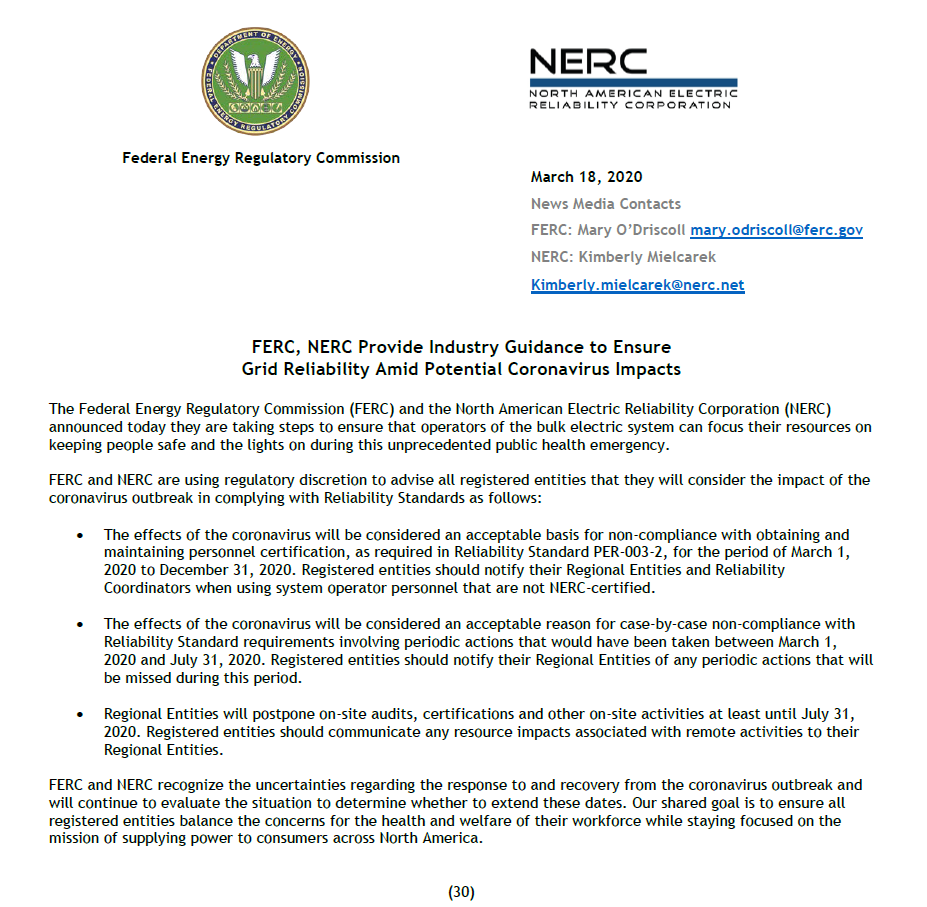 DEPARTMENT OF ENERGY
FEDERAL ENERGY REGULATORY COMMISSION
NERC
NORTH AMERICAN ELECTRIC
RELIABILITY CORPORATION
Federal Energy Regulatory Commission
March 18, 2020
News Media Contacts
FERC: Mary O’Driscoll mary.odriscoll@ferc.gov
NERC: Kimberly Mielcarek
Kimberly.mielcarek@nerc.net
FERC, NERC Provide Industry Guidance to Ensure
Grid Reliability Amid Potential Coronavirus Impacts
The Federal Energy Regulatory Commission (FERC) and the North American Electric Reliability Corporation (NERC)
announced today they are taking steps to ensure that operators of the bulk electric system can focus their resources on
keeping people safe and the lights on during this unprecedented public health emergency.
FERC and NERC are using regulatory discretion to advise all registered entities that they will consider the impact of the
coronavirus outbreak in complying with Reliability Standards as follows:
• The effects of the coronavirus will be considered an acceptable basis for non-compliance with obtaining and
maintaining personnel certification, as required in Reliability Standard PER-003-2, for the period of March 1,
2020 to December 31, 2020. Registered entities should notify their Regional Entities and Reliability
Coordinators when using system operator personnel that are not NERC-certified.
• The effects of the coronavirus will be considered an acceptable reason for case-by-case non-compliance with
Reliability Standard requirements involving periodic actions that would have been taken between March 1,
2020 and July 31, 2020. Registered entities should notify their Regional Entities of any periodic actions that will
be missed during this period.
• Regional Entities will postpone on-site audits, certifications and other on-site activities at least until July 31,
2020. Registered entities should communicate any resource impacts associated with remote activities to their
Regional Entities.
FERC and NERC recognize the uncertainties regarding the response to and recovery from the coronavirus outbreak and
will continue to evaluate the situation to determine whether to extend these dates. Our shared goal is to ensure all
registered entities balance the concerns for the health and welfare of their workforce while staying focused on the
mission of supplying power to consumers across North America.
(30)